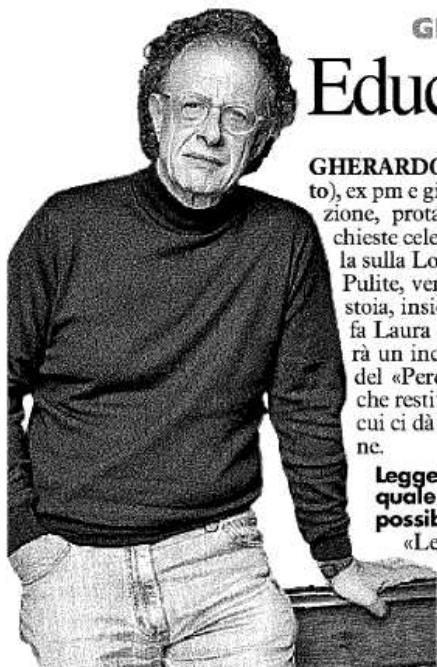 GI
Educ
GHERARDO
to), ex pm e gi
zione, prota
chieste cele
la sulla Lo
Pulite, ver
stoia, insi
fa Laura
rà un inc
del «Perc
che resti
cui ci dà
ne.
Legge
quale
possib
«Le